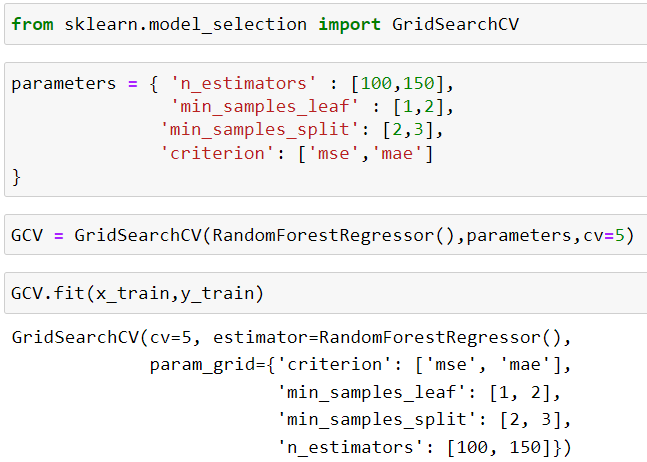 from sklearn.model_selection import GridSearchCV
parameters = { 'n_estimators' : [100,150],
'min_samples_leaf' : [1,2],
'min_samples_split': [2,3],
'criterion': ['mse','mae']
}
GCV = GridSearchCV(RandomForestRegressor(),parameters,cv=5)
GCV.fit(x_train,y_train)
GridSearchCV(cv=5, estimator=RandomForestRegressor(),
param_grid={'criterion': ['mse', 'mae'],
'min_samples_leaf': [1, 2],
'min_samples_split': [2, 3],
'n_estimators': [100, 150]})